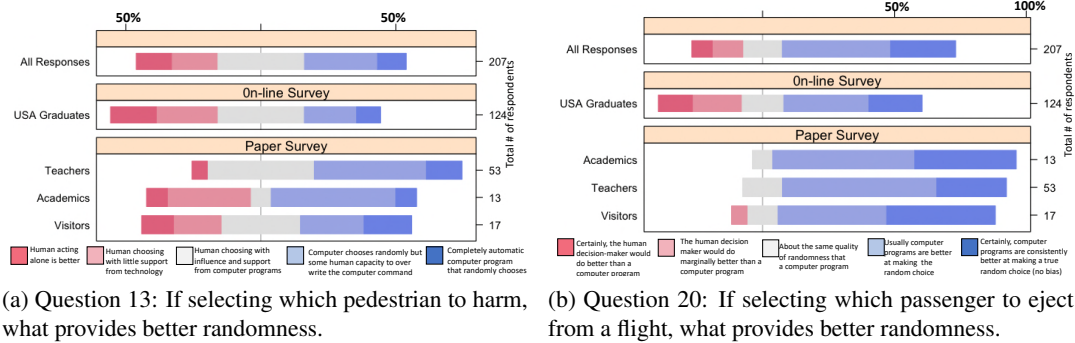 50%
50%
All Responses
207
0n-line Survey
USA Graduates
124
Paper Survey
Teachers
53
Academics
13
Visitors
17
Total # of respondents
Human acting
alone is better
Human choosing
with little support
from technology
Human choosing with
influence and support
from computer programs
Computer chooses randomly but
some human capacity to over
write the computer command
Completely automatic
computer program
that randomly chooses
(a) Question 13: If selecting which pedestrian to harm,
what provides better randomness.
50%
100%
All Responses
207
0n-line Survey
USA Graduates
124
Paper Survey
Academics
13
Teachers
53
Visitors
17
Total # of respondents
Certainly, the human
decision-maker would
do better than a
computer program
The human decision
maker would do
marginally better than a
computer program
About the same quality
of randomness that
a computer program
Usually computer
programs are better
at making the
random choice
Certainly, computer
programs are consistently
better at making a true
random choice (no bias)
(b) Question 20: If selecting which passenger to eject
from a flight, what provides better randomness.